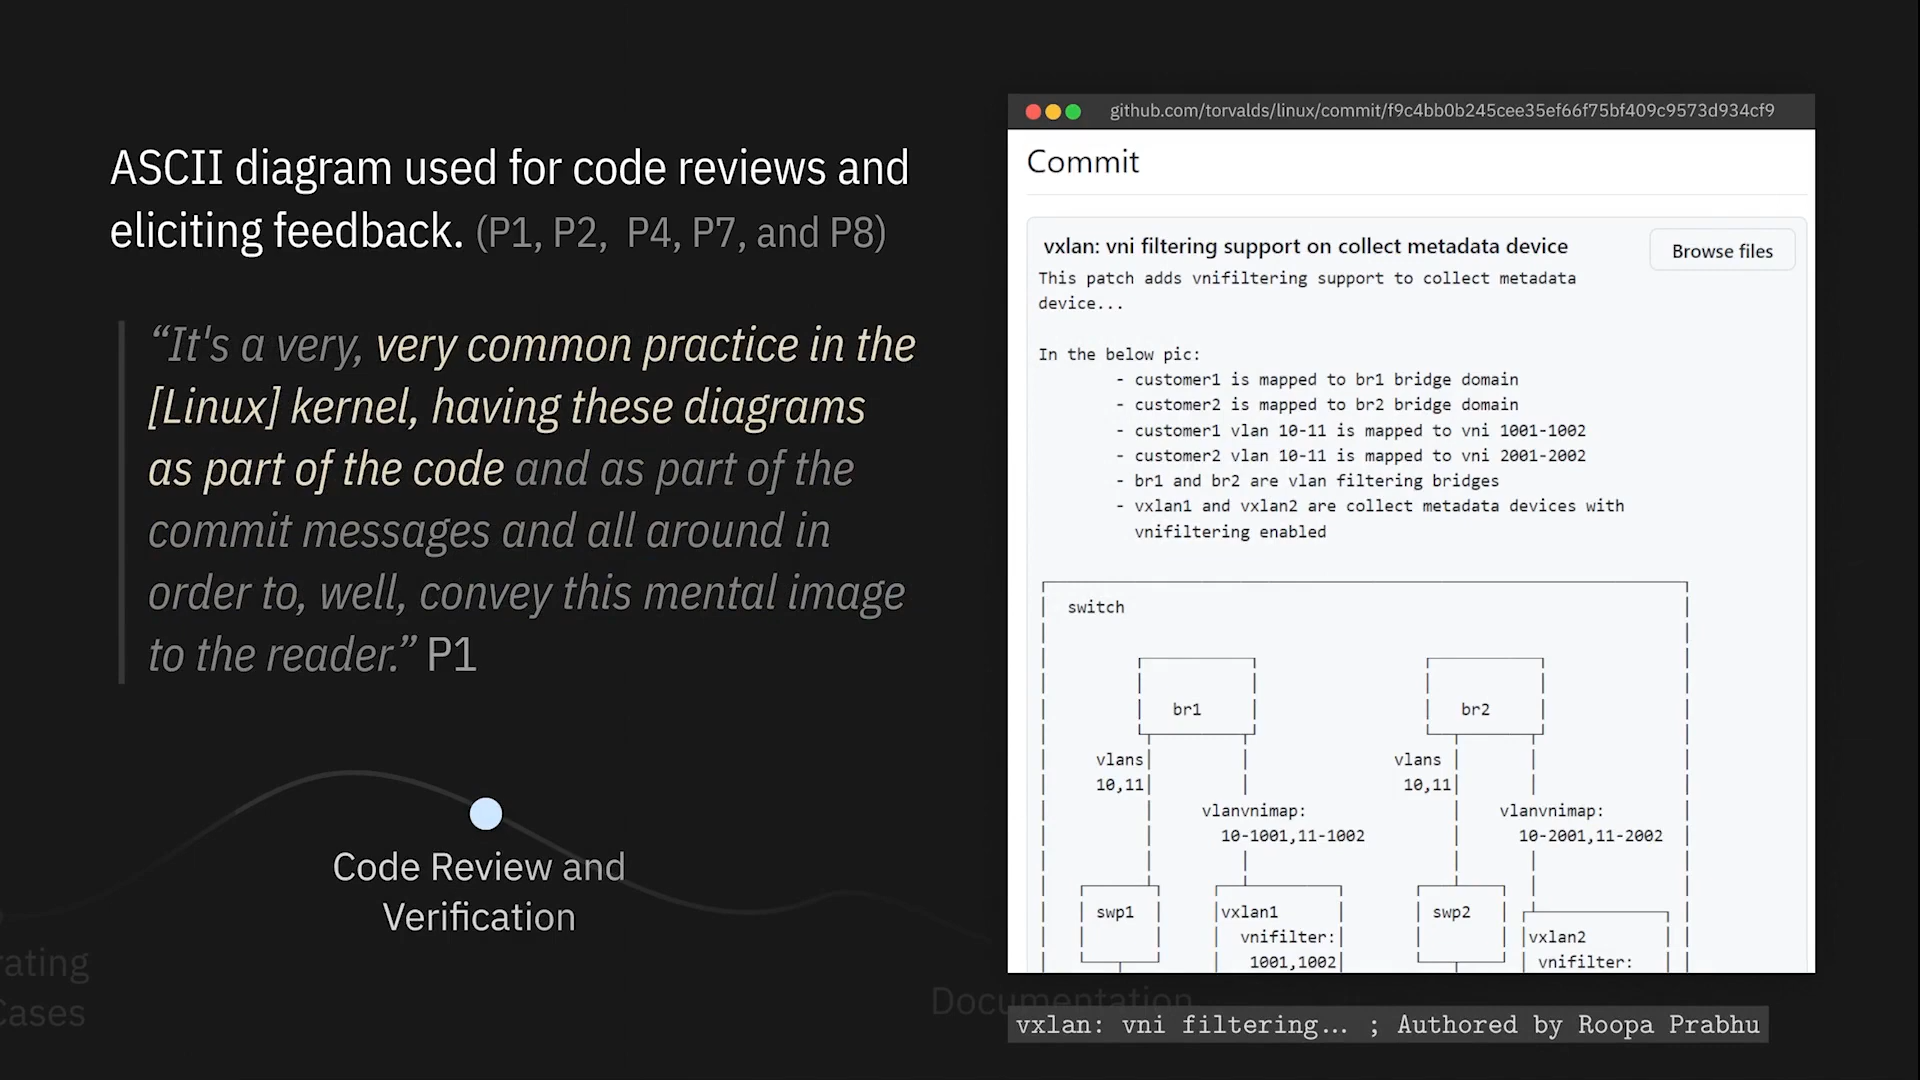 ASCII diagram used for code reviews and
eliciting feedback. (P1, P2, P4, P7, and P8)
“It's a very, very common practice in the
[Linux] kernel, having these diagrams
as part of the code and as part of the
commit messages and all around in
order to, well, convey this mental image
to the reader.” P1
Code Review and
Verification
rating
Cases
Documentation
github.com/torvalds/linux/commit/f9c4bb0b245cee35ef66f75bf409c9573d934cf9
Commit
vxlan: vni filtering support on collect metadata device
Browse files
This patch adds vnifiltering support to collect metadata
device...
In the below pic:
- customer1 is mapped to br1 bridge domain
- customer2 is mapped to br2 bridge domain
- customer1 vlan 10-11 is mapped to vni 1001-1002
- customer2 vlan 10-11 is mapped to vni 2001-2002
- br1 and br2 are vlan filtering bridges
- vxlan1 and vxlan2 are collect metadata devices with
vnifiltering enabled
switch
br1 br2
vlans vlans
10,11 10,11
vlanvnimap: vlanvnimap:
10-1001,11-1002 10-2001,11-2002
swp1 vxlan1 swp2
vnifilter: vxlan2
1001,1002 vnifilter:
vxlan: vni filtering... ; Authored by Roopa Prabhu